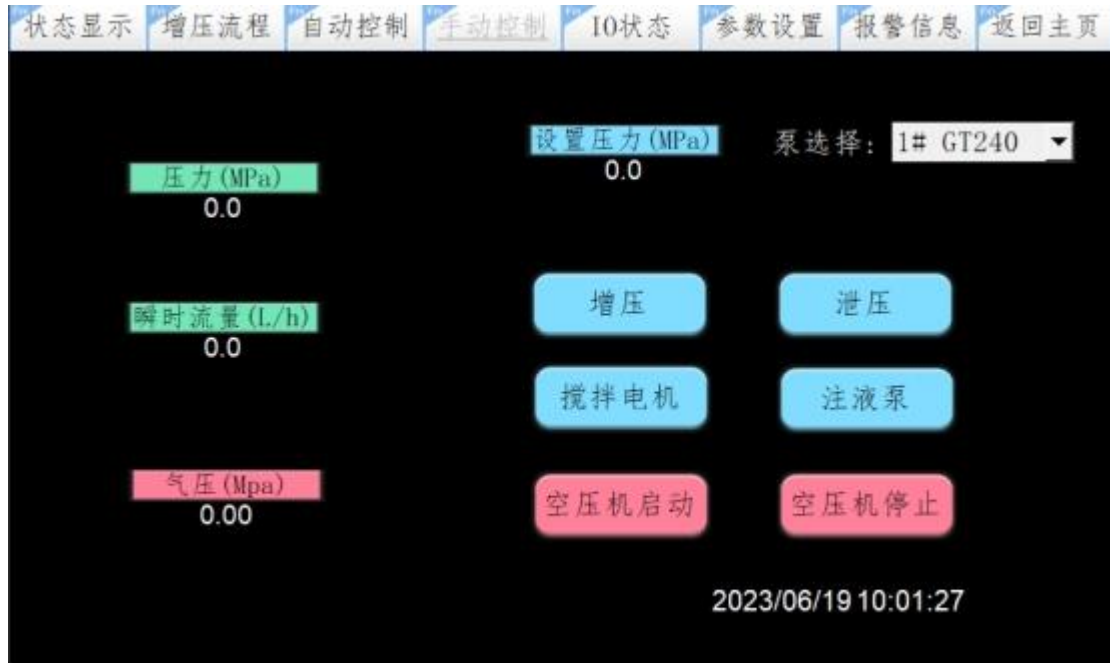 状态显示 增压流程 自动控制 手动控制 IO状态 参数设置 报警信息 返回主页
设置压力(MPa) 泵选择: 1# GT240
0.0
压力(MPa)
0.0
增压 泄压
瞬时流量(L/h)
0.0
搅拌电机 注液泵
气压(Mpa)
0.00
空压机启动 空压机停止
2023/06/19 10:01:27